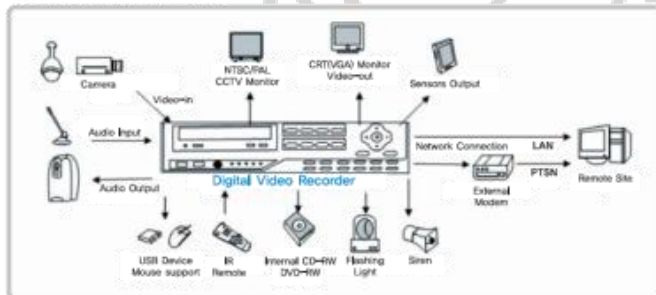 NTSC/PAL
CCTV Monitor
CRT(VGA) Monitor
Video-out
Camera
Sensors Output
Video-in
Audio Input
Network Connection
LAN
PTSN
Digital Video Recorder
Audio Output
External
Modem
Remote Site
USB Device
Mouse support
IR
Remote
Internal CD-RW
DVD-RW
Flashing
Light
Siren